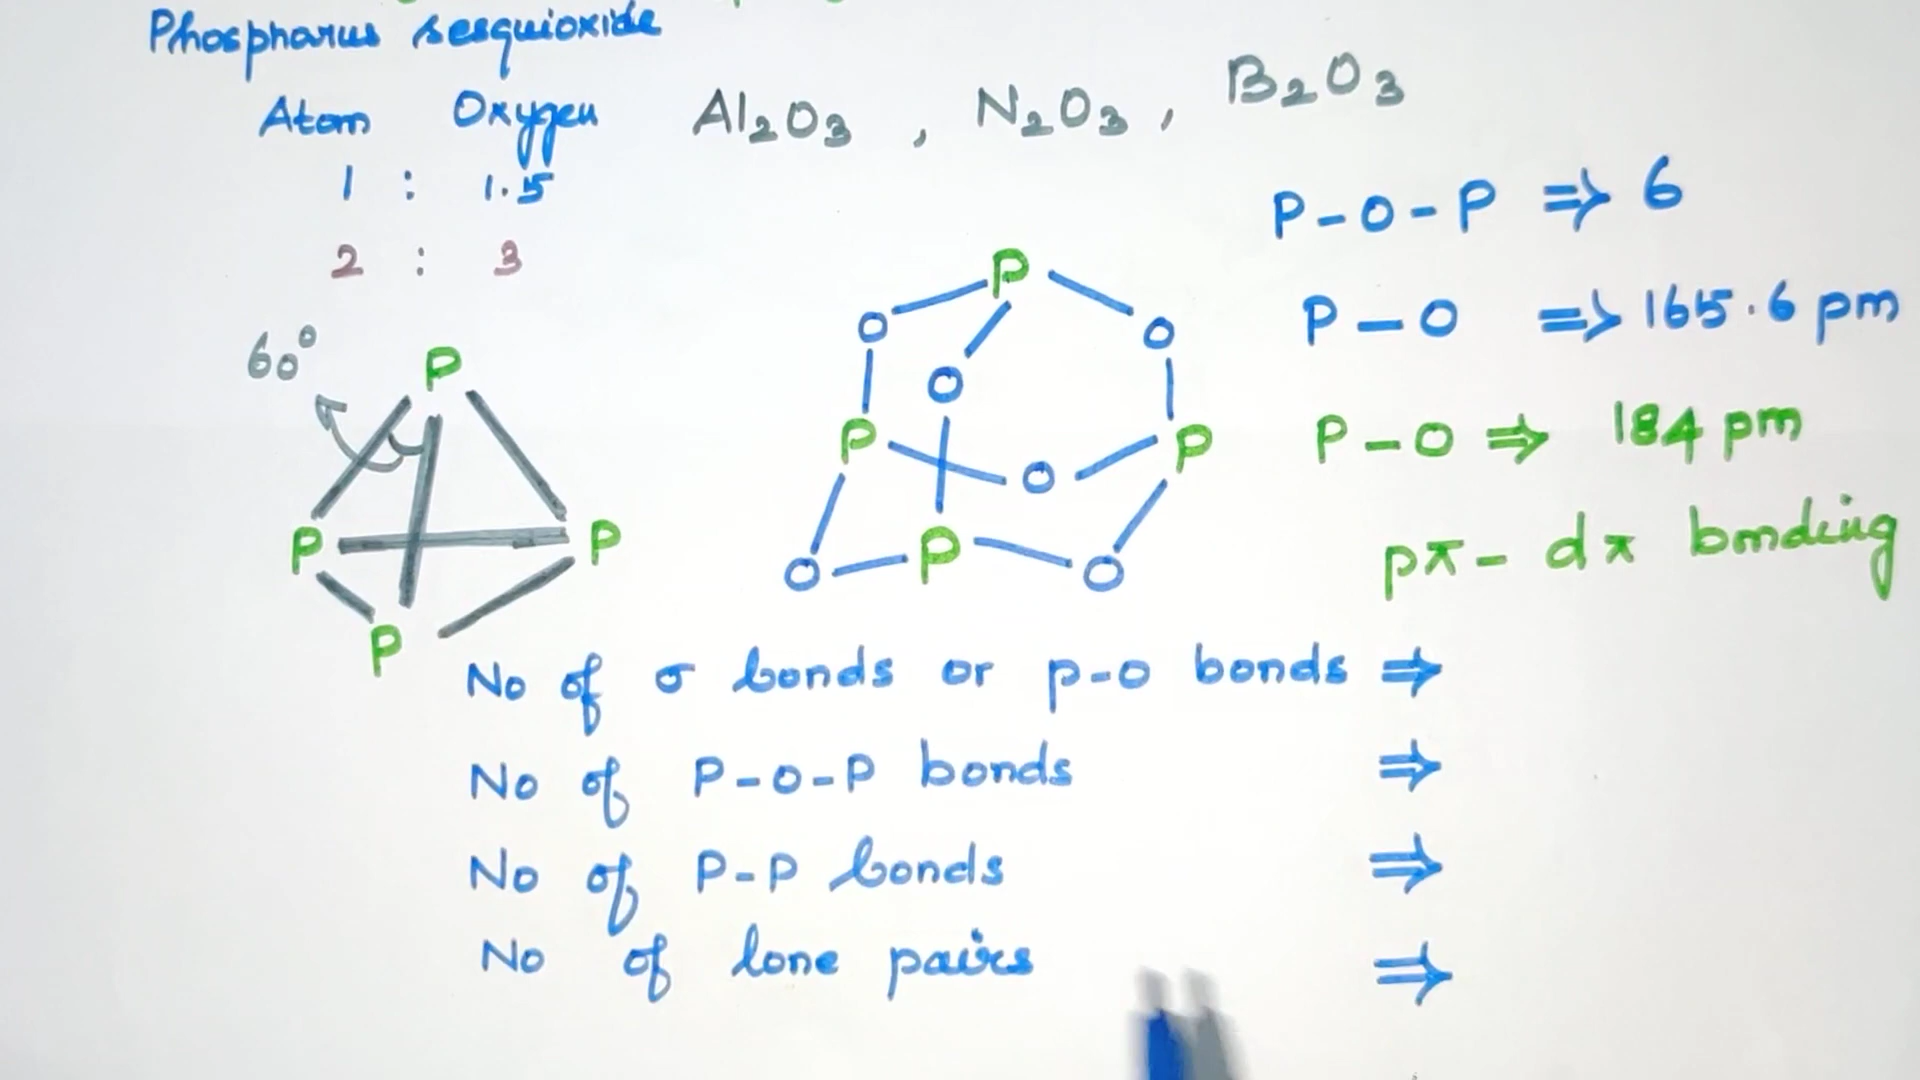 Phospharus sesquioxide
Atom Oxygen Al2O3 , N2O3 , B2O3
1 : 1.5
2 : 3
P-O-P ⇒ 6
P-O ⇒ 165.6 pm
P-O ⇒ 184 pm
pπ - dπ bonding
60°
P
P
P
P
P
O
O
O
P
P
O
O
P
O
No of σ bonds or p-o bonds ⇒
No of P-O-P bonds ⇒
No of P-P bonds ⇒
No of lone pairs ⇒